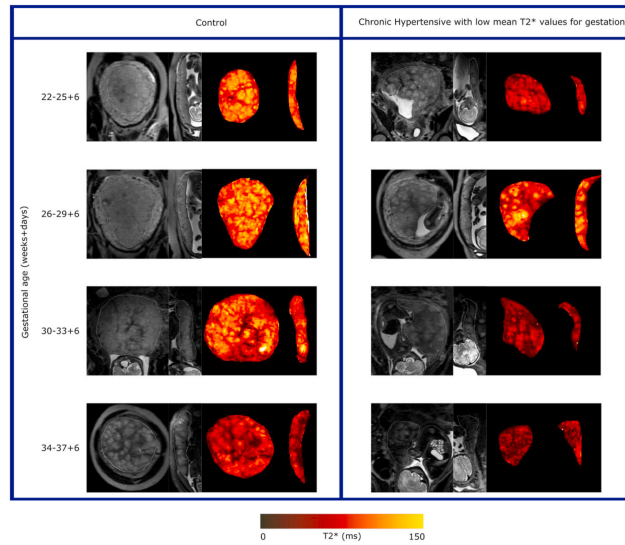 Control
Chronic Hypertensive with low mean T2* values for gestation
Gestational age (weeks+days)
22-25+6
26-29+6
30-33+6
34-37+6
0
T2* (ms)
150